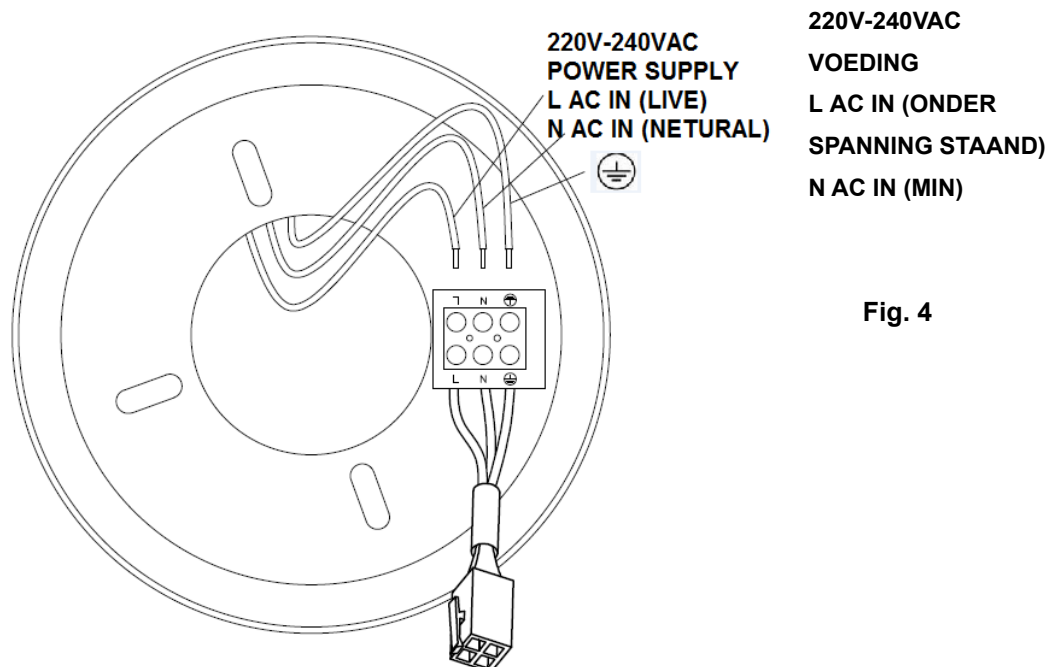 220V-240VAC
POWER SUPPLY
L AC IN (LIVE)
N AC IN (NETURAL)
220V-240VAC
VOEDING
L AC IN (ONDER
SPANNING STAAND)
N AC IN (MIN)
Fig. 4
L N
L N